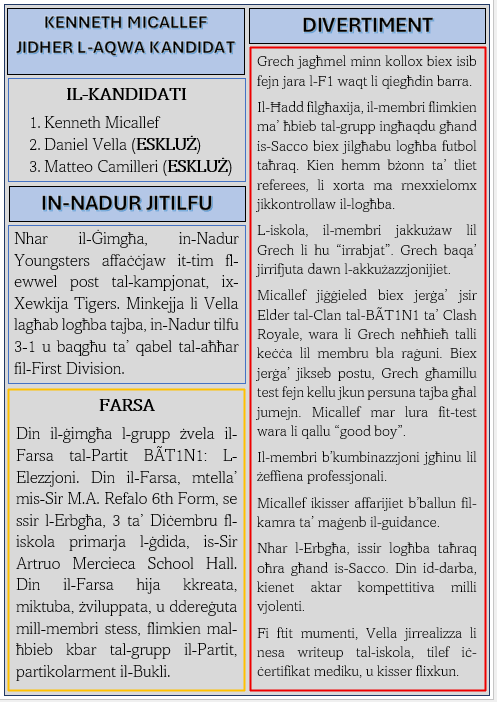 KENNETH MICALLEF
JIDHER L-AQWA KANDIDAT
IL-KANDIDATI
1. Kenneth Micallef
2. Daniel Vella (ESKLUŻ)
3. Matteo Camilleri (ESKLUŻ)
IN-NADUR JITILFU
Nhar il-Ġimgħa, in-Nadur
Youngsters affaċċjaw it-tim fl-
ewwel post tal-kampjonat, ix-
Xewkija Tigers. Minkejja li Vella
lagħab logħba tajba, in-Nadur tilfu
3-1 u baqgħu ta’ qabel tal-aħħar
fil-First Division.
FARSA
Din il-ġimgħa l-grupp żvela il-
Farsa tal-Partit BÃT1N1: L-
Elezzjoni. Din il-Farsa, mtella’
mis-Sir M.A. Refalo 6th Form, se
ssir l-Erbgħa, 3 ta’ Diċembru fl-
iskola primarja l-ġdida, is-Sir
Artruo Mercieca School Hall.
Din il-Farsa hija kkreata,
miktuba, żviluppata, u ddereġuta
mill-membri stess, flimkien mal-
ħbieb kbar tal-grupp il-Partit,
partikolarment il-Bukli.
DIVERTIMENT
Grech jagħmel minn kollox biex isib
fejn jara l-F1 waqt li qiegħdin barra.
Il-Ħadd filgħaxija, il-membri flimkien
ma’ ħbieb tal-grupp ingħaqdu għand
is-Sacco biex jilgħabu logħba futbol
taħraq. Kien hemm bżonn ta’ tliet
referees, li xorta ma rnexxielomx
jikkontrollaw il-logħba.
L-iskola, il-membri jakkużaw lil
Grech li hu “irrabjat”. Grech baqa’
jirrifjuta dawn l-akkużazzjonijiet.
Micallef jiġġieled biex jerġa’ jsir
Elder tal-Clan tal-BÃT1N1 ta’ Clash
Royale, wara li Grech neħħieħ talli
keċċa lil membru bla raġuni. Biex
jerġa’ jikseb postu, Grech għamillu
test fejn kellu jkun persuna tajba għal
jumejn. Micallef mar lura fit-test
wara li qallu “good boy”.
Il-membri b’kumbinazzjoni jgħinu lil
żeffiena professjonali.
Micallef ikisser affarijiet b’ballun fil-
kamra ta’ maġenb il-guidance.
Nhar l-Erbgħa, issir logħba taħraq
oħra għand is-Sacco. Din id-darba,
kienet aktar kompettitiva milli
vjolenti.
Fi ftit mumenti, Vella jirrealizza li
nesa writeup tal-iskola, tilef iċ-
ċertifikat mediku, u kisser flixkun.